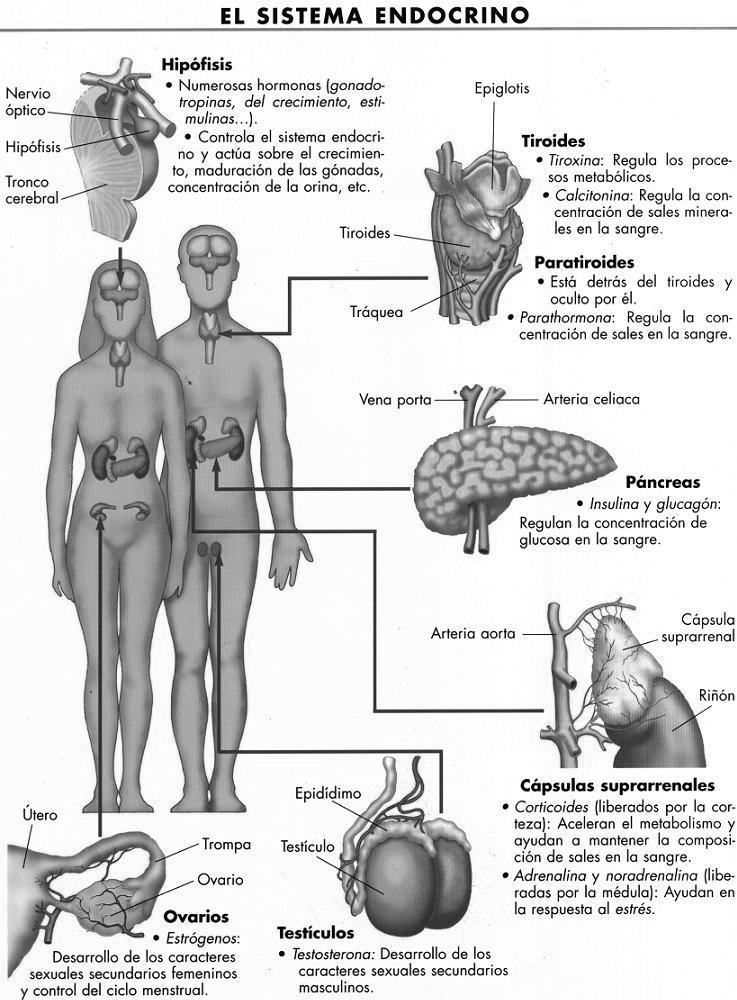 EL SISTEMA ENDOCRINO
Hipófisis
• Numerosas hormonas (gonado-
tropinas, del crecimiento, esti-
mulinas...).
• Controla el sistema endocri-
no y actúa sobre el crecimien-
to, maduración de las gónadas,
concentración de la orina, etc.
Nervio
óptico
Hipófisis
Tronco
cerebral
Epiglotis
Tiroides
Tráquea
Tiroides
• Tiroxina: Regula los proce-
sos metabólicos.
• Calcitonina: Regula la con-
centración de sales minera-
les en la sangre.
Paratiroides
• Está detrás del tiroides y
oculto por él.
• Parathormona: Regula la con-
centración de sales en la sangre.
Vena porta
Arteria celiaca
Páncreas
• Insulina y glucagón:
Regulan la concentración de
glucosa en la sangre.
Arteria aorta
Cápsula
suprarrenal
Riñón
Cápsulas suprarrenales
• Corticoides (liberados por la cor-
teza): Aceleran el metabolismo y
ayudan a mantener la composi-
ción de sales en la sangre.
• Adrenalina y noradrenalina (libe-
radas por la médula): Ayudan en
la respuesta al estrés.
Útero
Trompa
Ovario
Ovarios
• Estrógenos:
Desarrollo de los caracteres
sexuales secundarios femeninos
y control del ciclo menstrual.
Epidídimo
Testículo
Testículos
• Testosterona: Desarrollo de los
caracteres sexuales secundarios
masculinos.